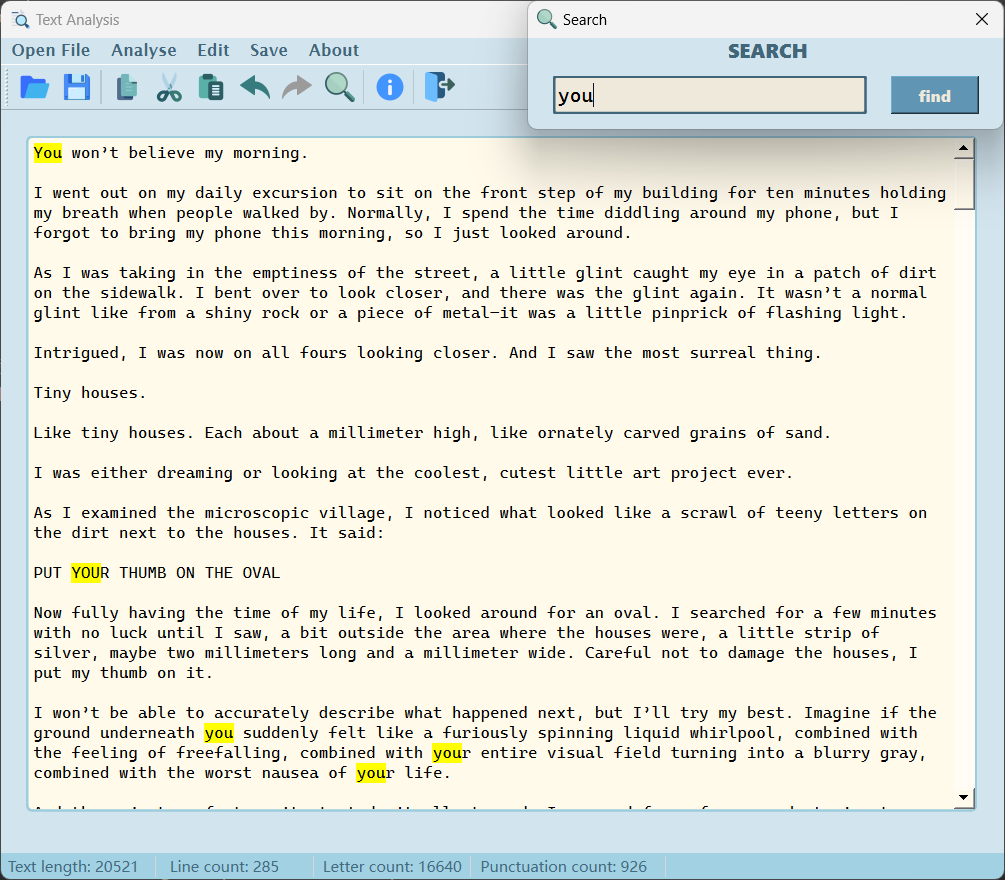 Text Analysis
Search
Open File Analyse Edit Save About
SEARCH
you
find
You won’t believe my morning.
I went out on my daily excursion to sit on the front step of my building for ten minutes holding
my breath when people walked by. Normally, I spend the time diddling around my phone, but I
forgot to bring my phone this morning, so I just looked around.
As I was taking in the emptiness of the street, a little glint caught my eye in a patch of dirt
on the sidewalk. I bent over to look closer, and there was the glint again. It wasn’t a normal
glint like from a shiny rock or a piece of metal—it was a little pinprick of flashing light.
Intrigued, I was now on all fours looking closer. And I saw the most surreal thing.
Tiny houses.
Like tiny houses. Each about a millimeter high, like ornately carved grains of sand.
I was either dreaming or looking at the coolest, cutest little art project ever.
As I examined the microscopic village, I noticed what looked like a scrawl of teeny letters on
the dirt next to the houses. It said:
PUT YOUR THUMB ON THE OVAL
Now fully having the time of my life, I looked around for an oval. I searched for a few minutes
with no luck until I saw, a bit outside the area where the houses were, a little strip of
silver, maybe two millimeters long and a millimeter wide. Careful not to damage the houses, I
put my thumb on it.
I won’t be able to accurately describe what happened next, but I’ll try my best. Imagine if the
ground underneath you suddenly felt like a furiously spinning liquid whirlpool, combined with
the feeling of freefalling, combined with your entire visual field turning into a blurry gray,
combined with the worst nausea of your life.
Text length: 20521 Line count: 285 Letter count: 16640 Punctuation count: 926